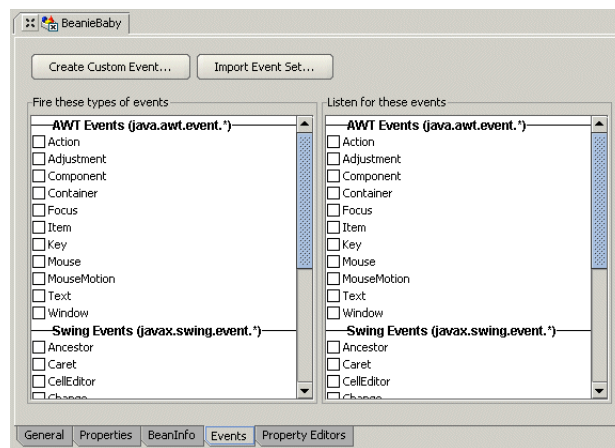 BeanieBaby
Create Custom Event... Import Event Set...
Fire these types of events
AWT Events (java.awt.event.*)
Action
Adjustment
Component
Container
Focus
Item
Key
Mouse
MouseMotion
Text
Window
Swing Events (javax.swing.event.*)
Ancestor
Caret
CellEditor
Change
Listen for these events
AWT Events (java.awt.event.*)
Action
Adjustment
Component
Container
Focus
Item
Key
Mouse
MouseMotion
Text
Window
Swing Events (javax.swing.event.*)
Ancestor
Caret
CellEditor
Change
General Properties BeanInfo Events Property Editors